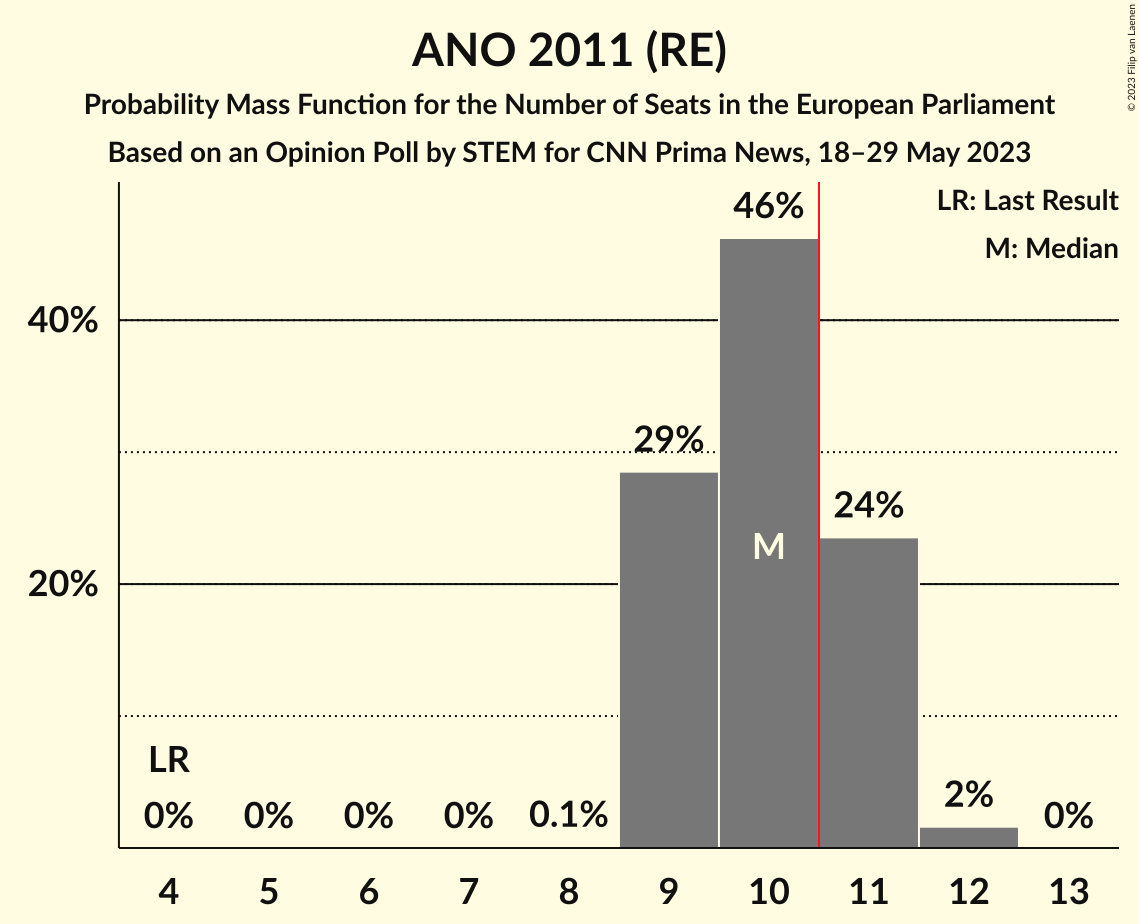 ANO 2011 (RE)
Probability Mass Function for the Number of Seats in the European Parliament
Based on an Opinion Poll by STEM for CNN Prima News, 18–29 May 2023
© 2023 Filip van Laenen
LR: Last Result
M: Median
46%
40%
29%
24%
M
20%
LR
0% 0% 0% 0% 0.1% 2% 0%
4 5 6 7 8 9 10 11 12 13